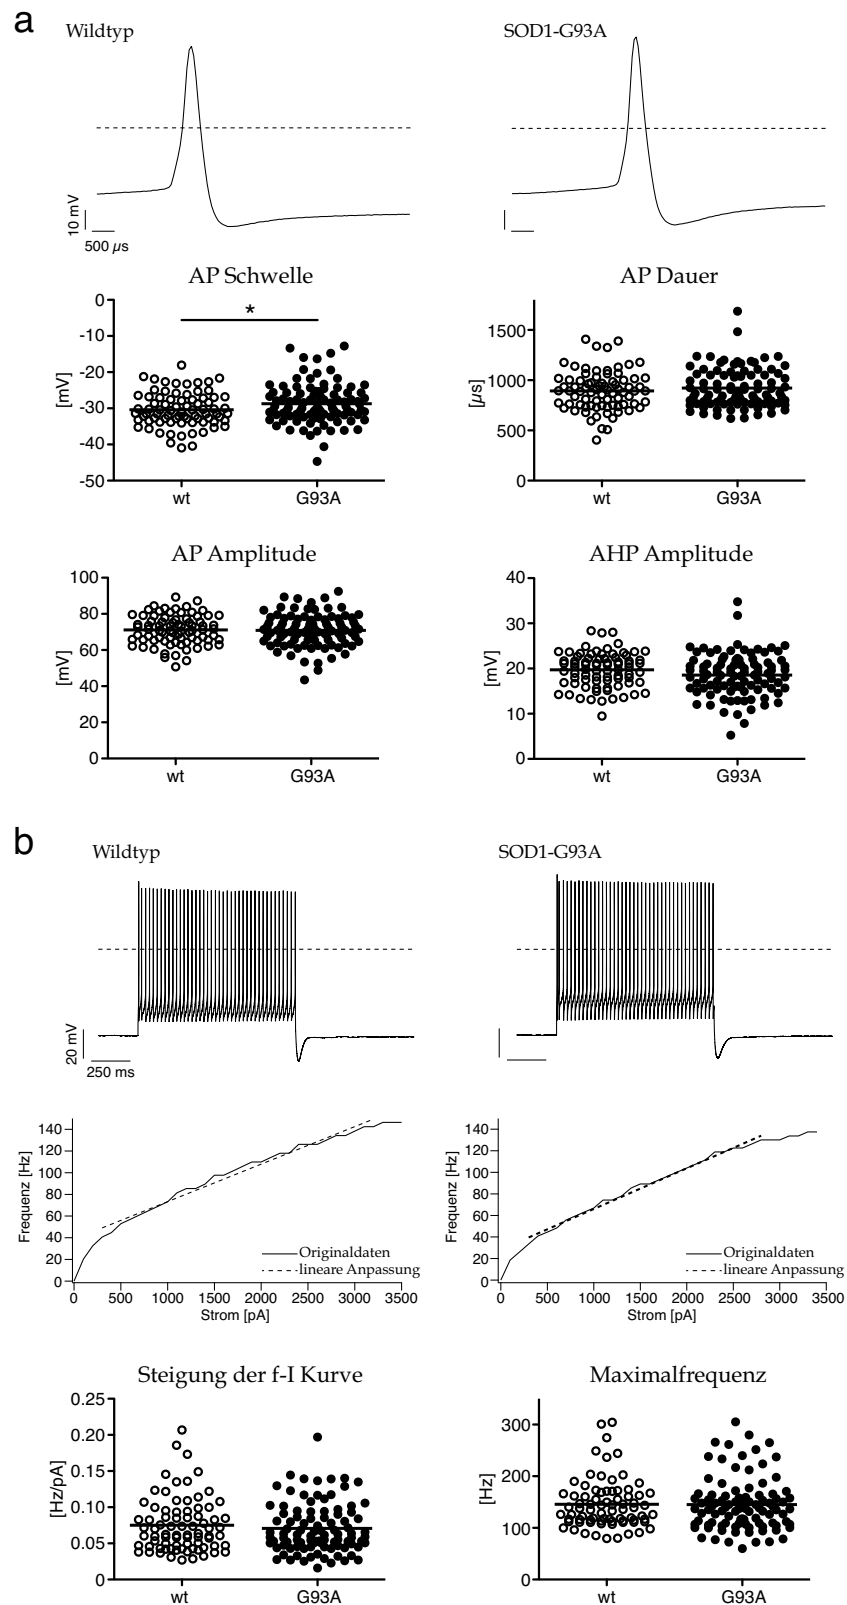 a
Wildtyp
SOD1-G93A
10 mV
500 µs
AP Schwelle
0
-10
-20
-30
-40
-50
[mV]
*
wt
G93A
AP Dauer
1500
1000
500
0
[µs]
wt
G93A
AP Amplitude
100
80
60
40
20
0
[mV]
wt
G93A
AHP Amplitude
40
30
20
10
0
[mV]
wt
G93A
b
Wildtyp
SOD1-G93A
20 mV
250 ms
140
120
100
80
60
40
20
0
Frequenz [Hz]
Originaldaten
lineare Anpassung
0 500 1000 1500 2000 2500 3000 3500
Strom [pA]
140
120
100
80
60
40
20
0
Frequenz [Hz]
Originaldaten
lineare Anpassung
0 500 1000 1500 2000 2500 3000 3500
Strom [pA]
Steigung der f-I Kurve
0.25
0.20
0.15
0.10
0.05
0
[Hz/pA]
wt
G93A
Maximalfrequenz
300
200
100
0
[Hz]
wt
G93A